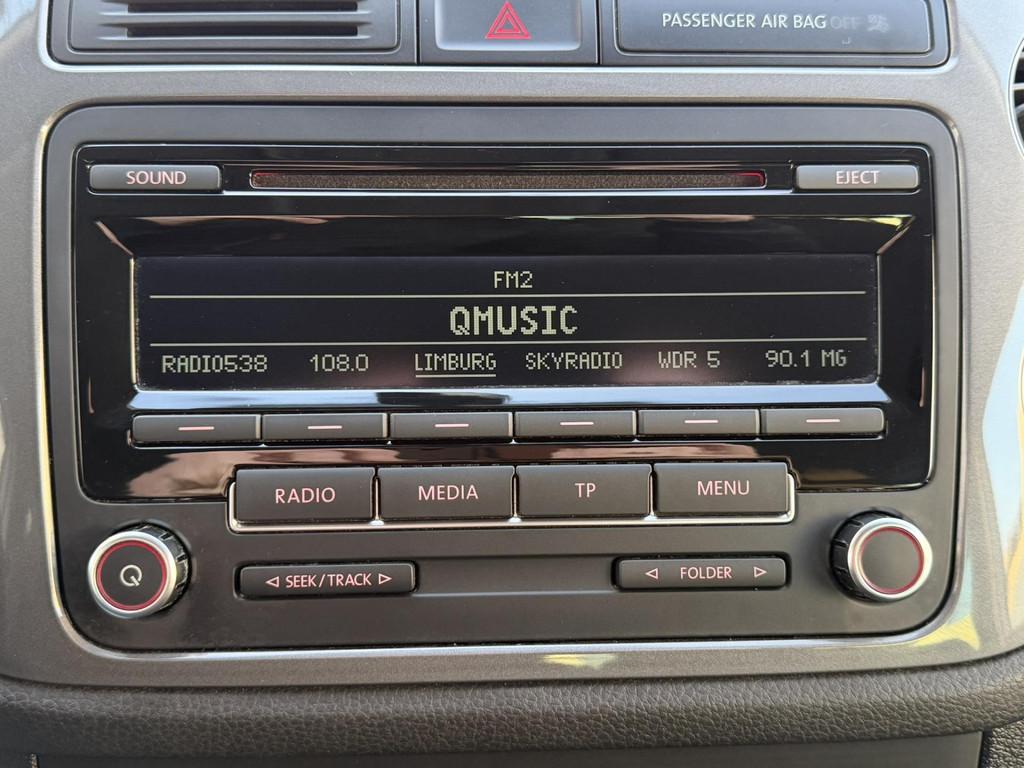 PASSENGER AIR BAG OFF
SOUND
EJECT
FM2
QMUSIC
RADIO538 108.0 LIMBURG SKYRADIO WDR 5 90.1 MG
RADIO MEDIA TP MENU
SEEK/TRACK
FOLDER